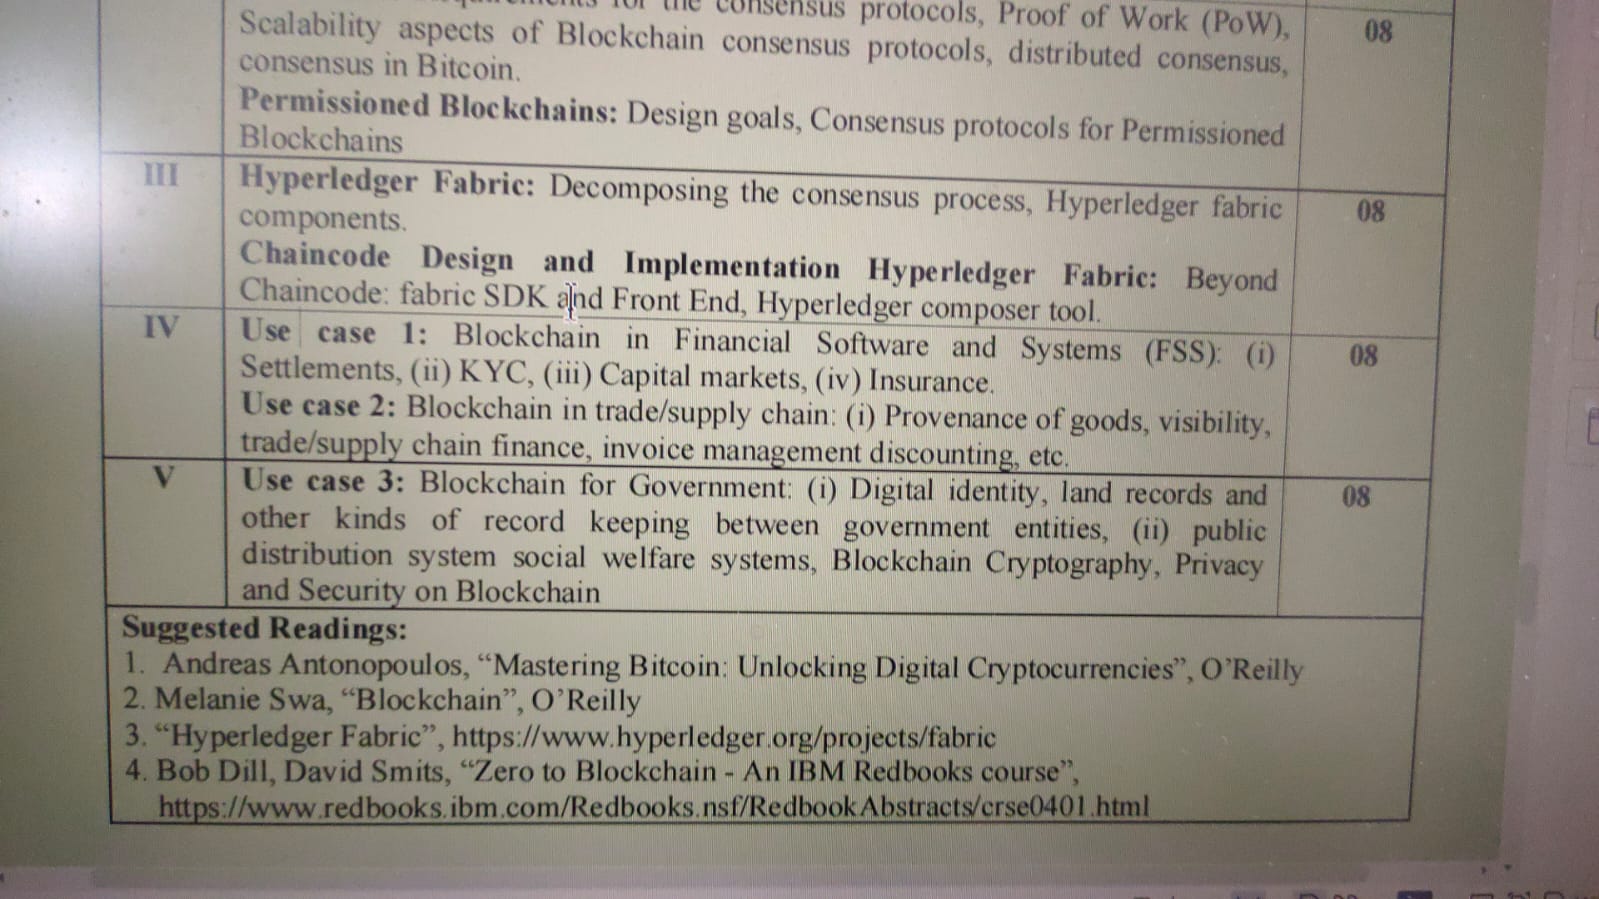 for the consensus protocols, Proof of Work (PoW),
08
Scalability aspects of Blockchain consensus protocols, distributed consensus,
consensus in Bitcoin.
Permissioned Blockchains: Design goals, Consensus protocols for Permissioned
Blockchains
III
Hyperledger Fabric: Decomposing the consensus process, Hyperledger fabric
08
components.
Chaincode Design and Implementation Hyperledger Fabric: Beyond
Chaincode: fabric SDK and Front End, Hyperledger composer tool.
IV
Use case 1: Blockchain in Financial Software and Systems (FSS): (i)
08
Settlements, (ii) KYC, (iii) Capital markets, (iv) Insurance.
Use case 2: Blockchain in trade/supply chain: (i) Provenance of goods, visibility,
trade/supply chain finance, invoice management discounting, etc.
V
Use case 3: Blockchain for Government: (i) Digital identity, land records and
08
other kinds of record keeping between government entities, (ii) public
distribution system social welfare systems, Blockchain Cryptography, Privacy
and Security on Blockchain
Suggested Readings:
1. Andreas Antonopoulos, “Mastering Bitcoin: Unlocking Digital Cryptocurrencies”, O’Reilly
2. Melanie Swa, “Blockchain”, O’Reilly
3. “Hyperledger Fabric”, https://www.hyperledger.org/projects/fabric
4. Bob Dill, David Smits, “Zero to Blockchain - An IBM Redbooks course”,
https://www.redbooks.ibm.com/Redbooks.nsf/RedbookAbstracts/crse0401.html